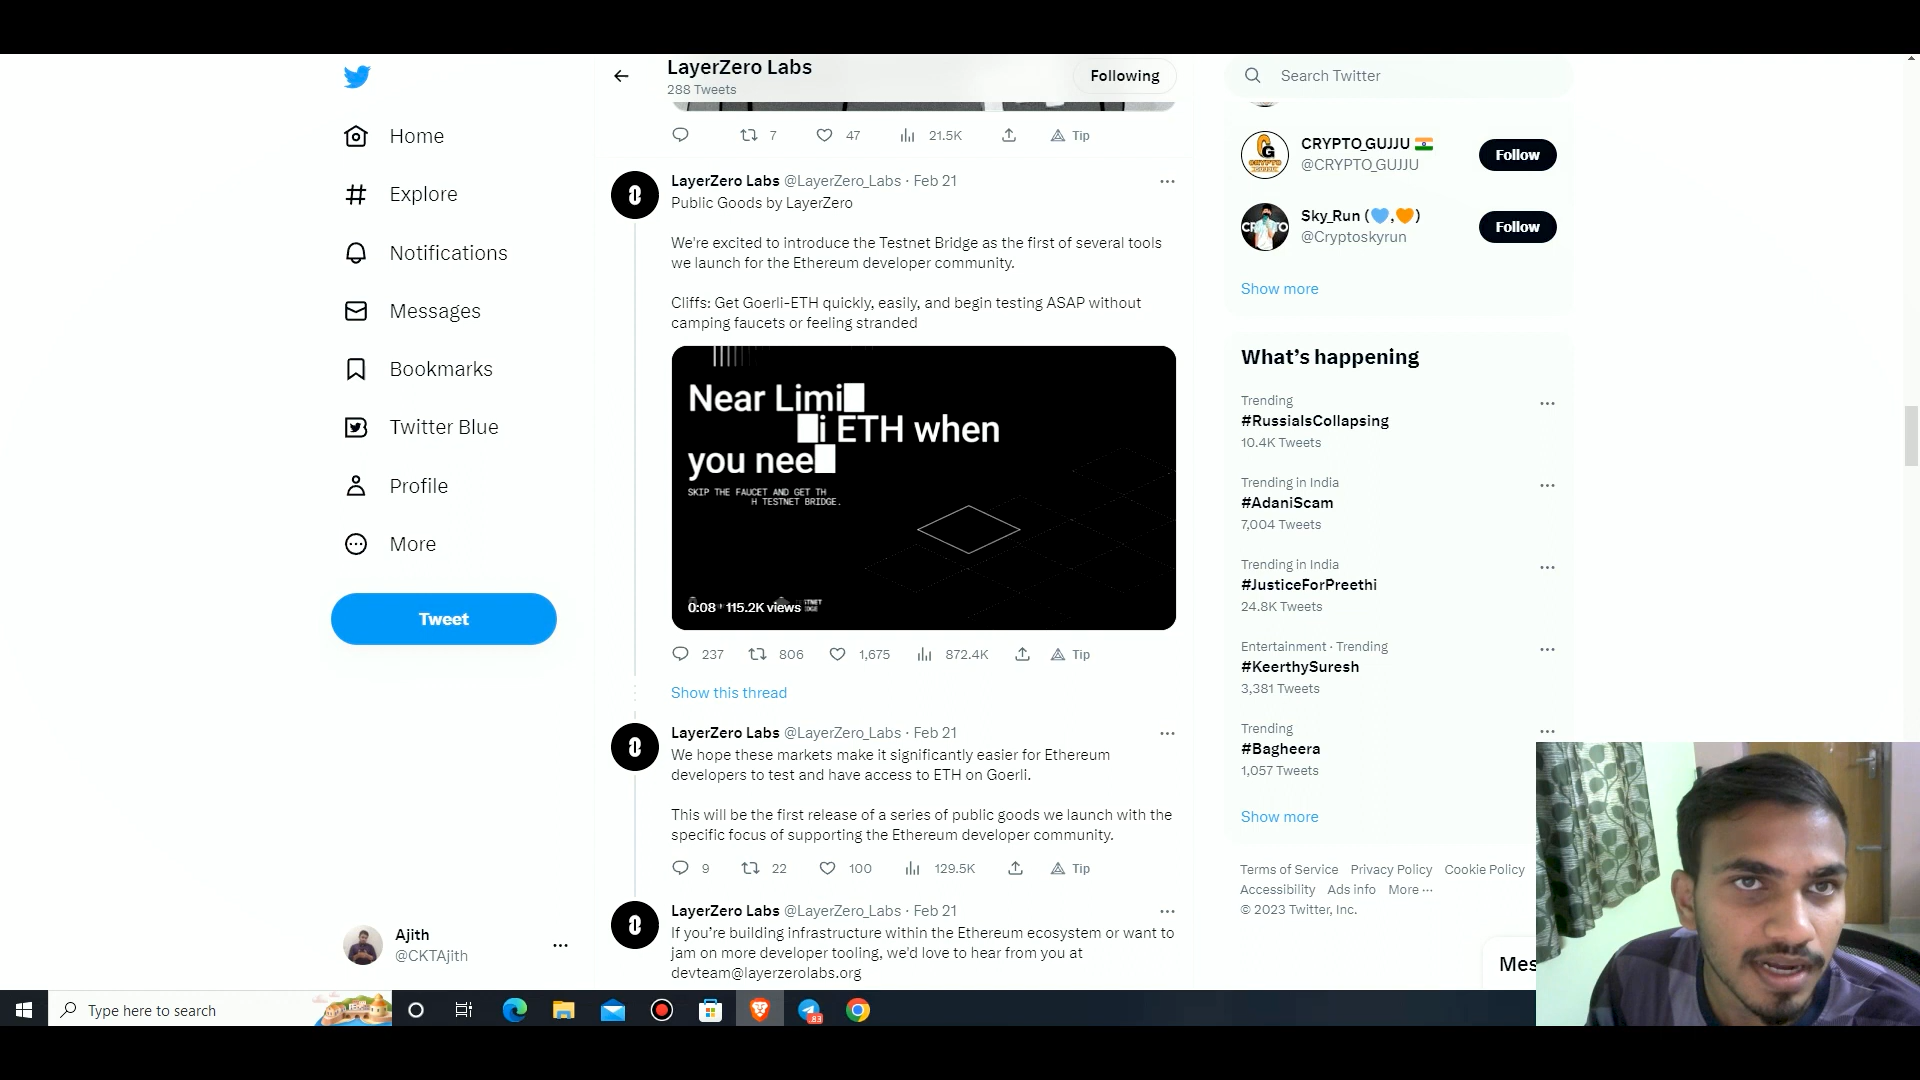 Home
Explore
Notifications
Messages
Bookmarks
Twitter Blue
Profile
More
Tweet
Ajith
@CKTAjith
LayerZero Labs
288 Tweets
Following
7 47 21.5K Tip
LayerZero Labs @LayerZero_Labs · Feb 21
Public Goods by LayerZero
We're excited to introduce the Testnet Bridge as the first of several tools
we launch for the Ethereum developer community.
Cliffs: Get Goerli-ETH quickly, easily, and begin testing ASAP without
camping faucets or feeling stranded
Near Limi
i ETH when
you nee
SKIP THE FAUCET AND GET TH
H TESTNET BRIDGE.
0:08 115.2K views
237 806 1,675 872.4K Tip
Show this thread
LayerZero Labs @LayerZero_Labs · Feb 21
We hope these markets make it significantly easier for Ethereum
developers to test and have access to ETH on Goerli.
This will be the first release of a series of public goods we launch with the
specific focus of supporting the Ethereum developer community.
9 22 100 129.5K Tip
LayerZero Labs @LayerZero_Labs · Feb 21
If you're building infrastructure within the Ethereum ecosystem or want to
jam on more developer tooling, we'd love to hear from you at
devteam@layerzerolabs.org
Search Twitter
CRYPTO_GUJJU
@CRYPTO_GUJJU
Follow
Sky_Run (💙,🧡)
@Cryptoskyrun
Follow
Show more
What's happening
Trending
#RussiaIsCollapsing
10.4K Tweets
Trending in India
#AdaniScam
7,004 Tweets
Trending in India
#JusticeForPreethi
24.8K Tweets
Entertainment · Trending
#KeerthySuresh
3,381 Tweets
Trending
#Bagheera
1,057 Tweets
Show more
Terms of Service Privacy Policy Cookie Policy
Accessibility Ads info More ···
© 2023 Twitter, Inc.
Mes
Type here to search
83